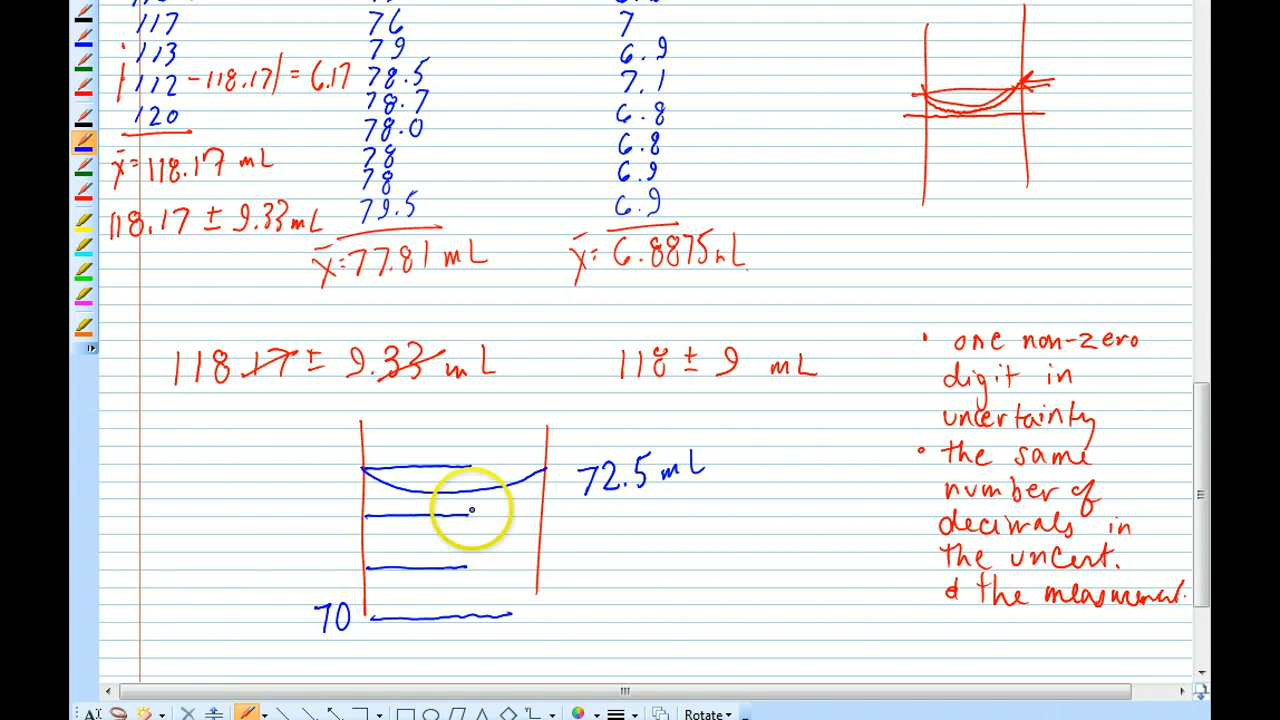 117
113
|112 - 118.17| = 6.17
120
x̄ = 118.17 mL
118.17 ± 9.33 mL
76
79
78.5
78.7
78.0
78
78
79.5
x̄ = 77.81 mL
7
6.9
7.1
6.8
6.8
6.9
6.9
x̄ = 6.8875 mL
118.17 ± 9.33 mL
118 ± 9 mL
72.5 mL
70
• one non-zero
digit in
uncertainty
• the same
number of
decimals in
the uncert.
& the measurement.
Rotate